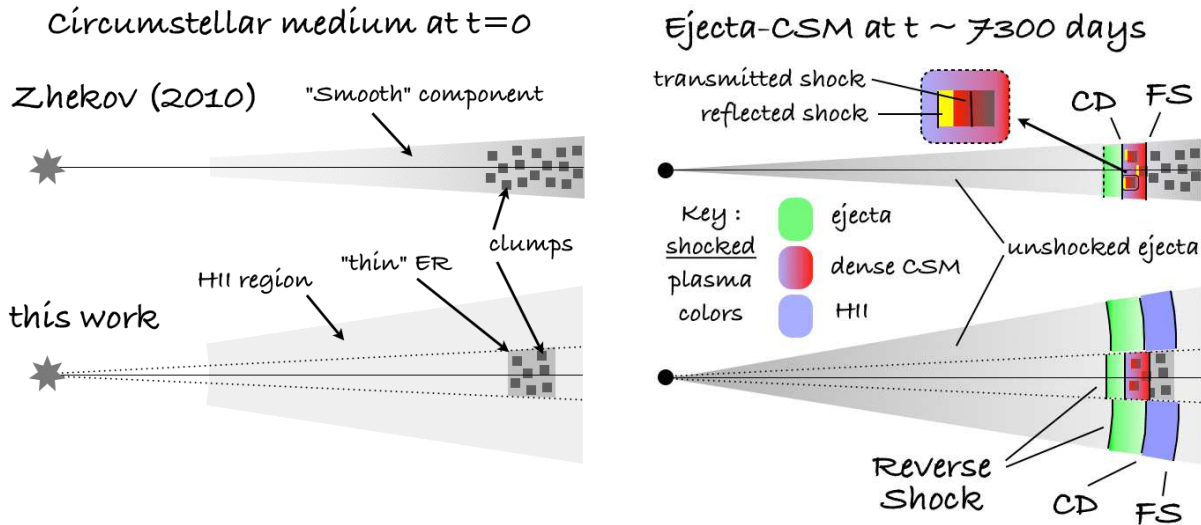 Circumstellar medium at t=0
Zhekov (2010)
"Smooth" component
clumps
"thin" ER
HII region
this work
Ejecta-CSM at t ~ 7300 days
transmitted shock
reflected shock
CD
FS
Key :
shocked
plasma
colors
ejecta
dense CSM
HII
unshocked ejecta
Reverse
Shock
CD
FS